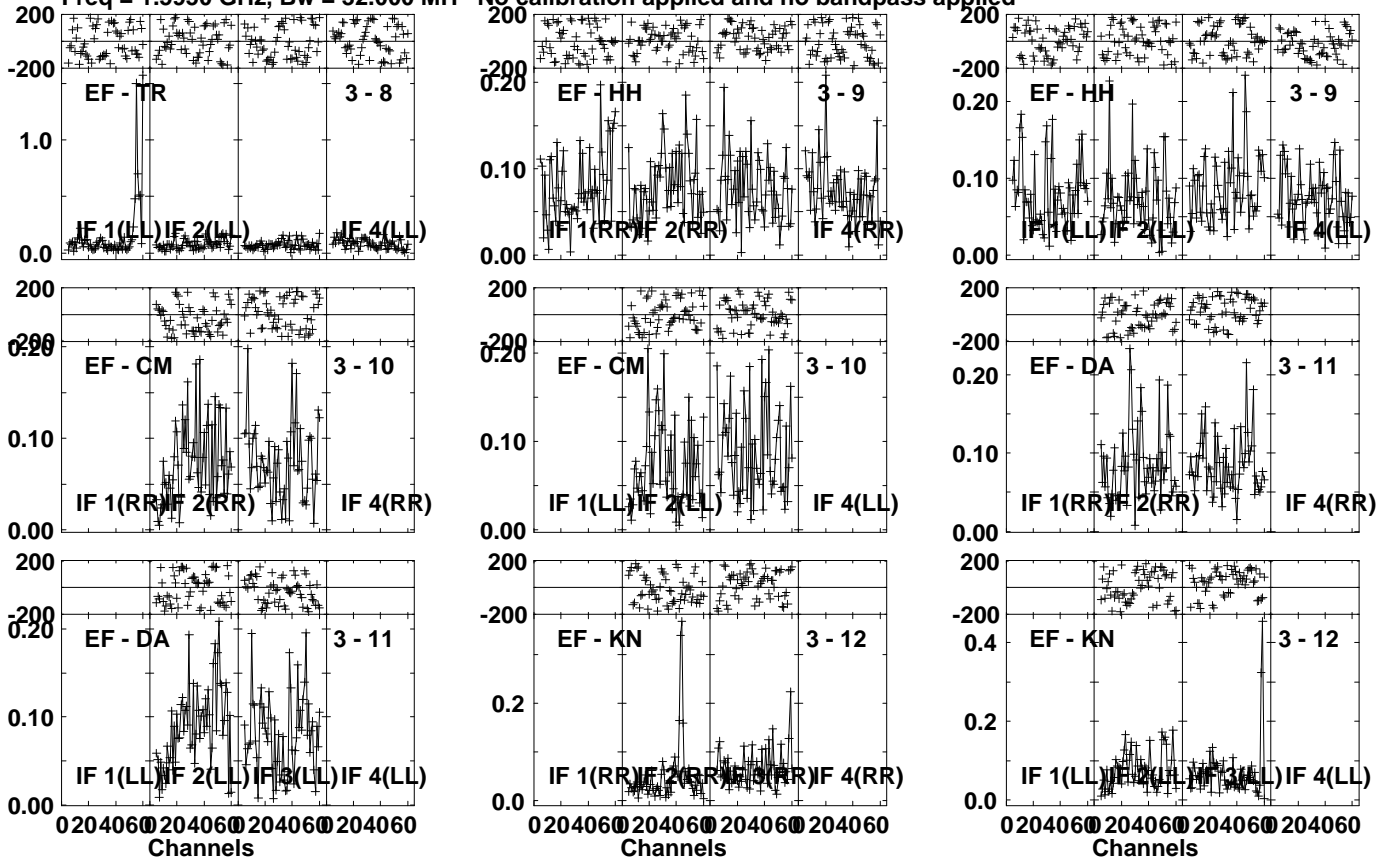 Freq = 1.5950 GHz, Bw = 32.000 MH No calibration applied and no bandpass applied
200
-200
EF - TR 3 - 8
1.0
0.0
IF 1(LL) IF 2(LL) IF 4(LL)
-200
0.20
EF - HH 3 - 9
0.10
0.00
IF 1(RR) IF 2(RR) IF 4(RR)
200
-200
EF - HH 3 - 9
0.20
0.10
0.00
IF 1(LL) IF 2(LL) IF 4(LL)
200
-200
0.20
EF - CM 3 - 10
0.10
0.00
IF 1(RR) IF 2(RR) IF 4(RR)
200
-200
0.20
EF - CM 3 - 10
0.10
0.00
IF 1(LL) IF 2(LL) IF 4(LL)
200
-200
EF - DA 3 - 11
0.20
0.10
0.00
IF 1(RR) IF 2(RR) IF 4(RR)
200
-200
0.20
EF - DA 3 - 11
0.10
0.00
IF 1(LL) IF 2(LL) IF 3(LL) IF 4(LL)
0 20 40 60 0 20 40 60 0 20 40 60 0 20 40 60
Channels
200
-200
EF - KN 3 - 12
0.2
0.0
IF 1(RR) IF 2(RR) IF 3(RR) IF 4(RR)
0 20 40 60 0 20 40 60 0 20 40 60 0 20 40 60
Channels
200
-200
EF - KN 3 - 12
0.4
0.2
0.0
IF 1(LL) IF 2(LL) IF 3(LL) IF 4(LL)
0 20 40 60 0 20 40 60 0 20 40 60 0 20 40 60
Channels